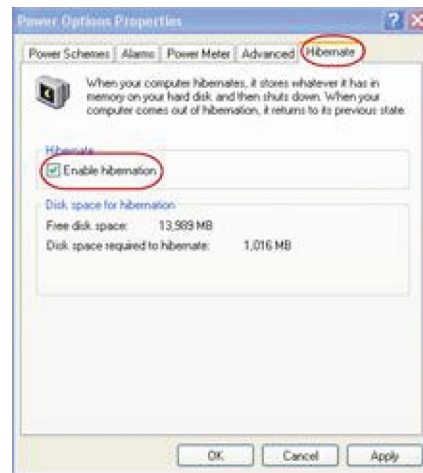 Power Options Properties
Power Schemes Alarms Power Meter Advanced Hibernate
When your computer hibernates, it stores whatever it has in
memory on your hard disk and then shuts down. When your
computer comes out of hibernation, it returns to its previous state.
Hibernate
Enable hibernation
Disk space for hibernation
Free disk space: 13,989 MB
Disk space required to hibernate: 1,016 MB
OK Cancel Apply